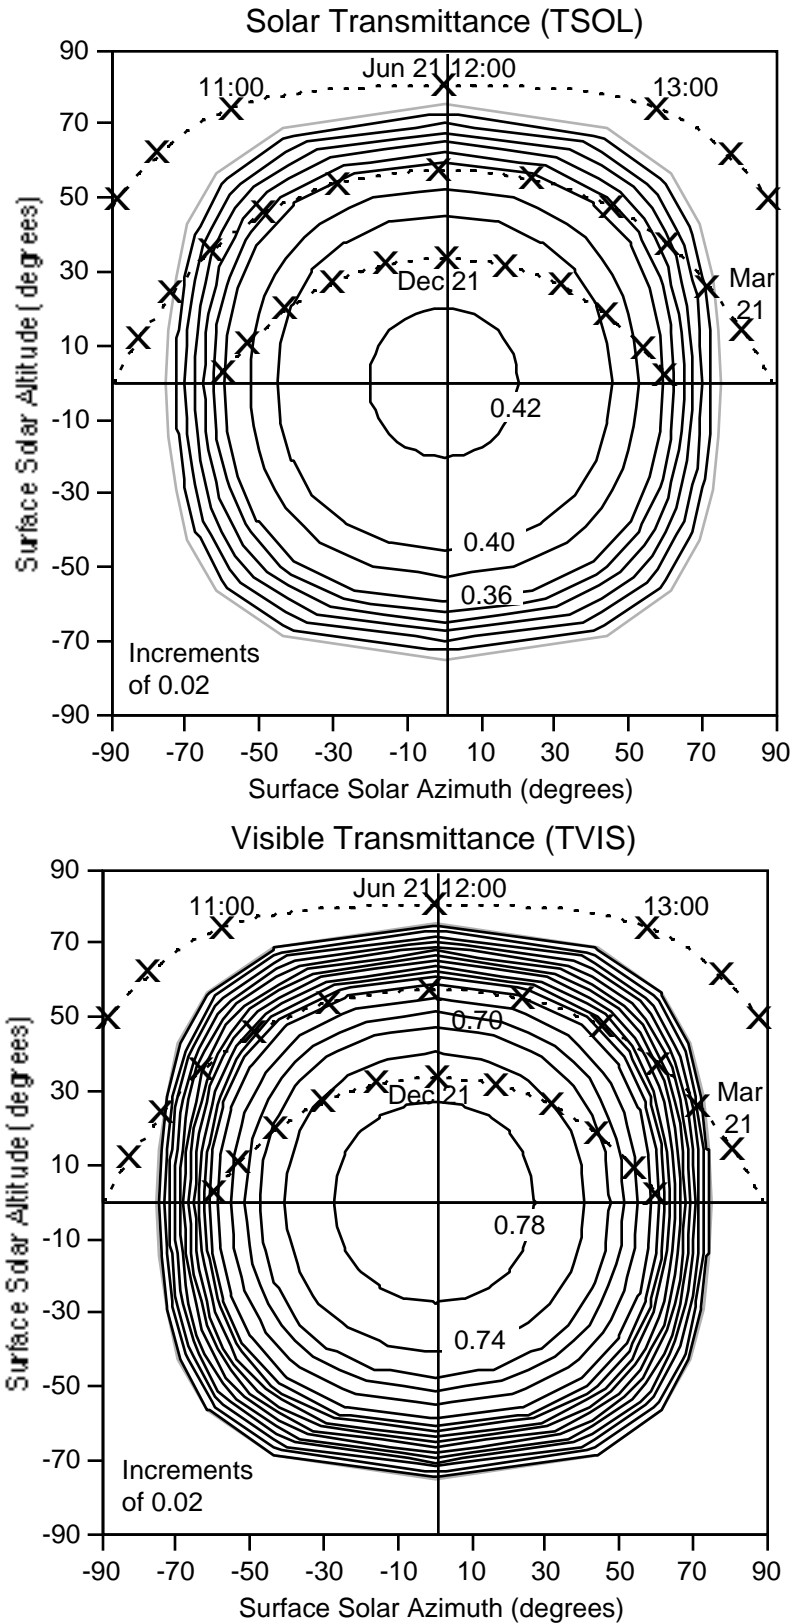 Solar Transmittance (TSOL)
90
70
50
30
10
-10
-30
-50
-70
-90
Surface Solar Altitude (degrees)
Jun 21 12:00
11:00
13:00
Dec 21
Mar
21
0.42
0.40
0.36
Increments
of 0.02
-90 -70 -50 -30 -10 10 30 50 70 90
Surface Solar Azimuth (degrees)
Visible Transmittance (TVIS)
90
70
50
30
10
-10
-30
-50
-70
-90
Surface Solar Altitude (degrees)
Jun 21 12:00
11:00
13:00
0.70
Dec 21
Mar
21
0.78
0.74
Increments
of 0.02
-90 -70 -50 -30 -10 10 30 50 70 90
Surface Solar Azimuth (degrees)